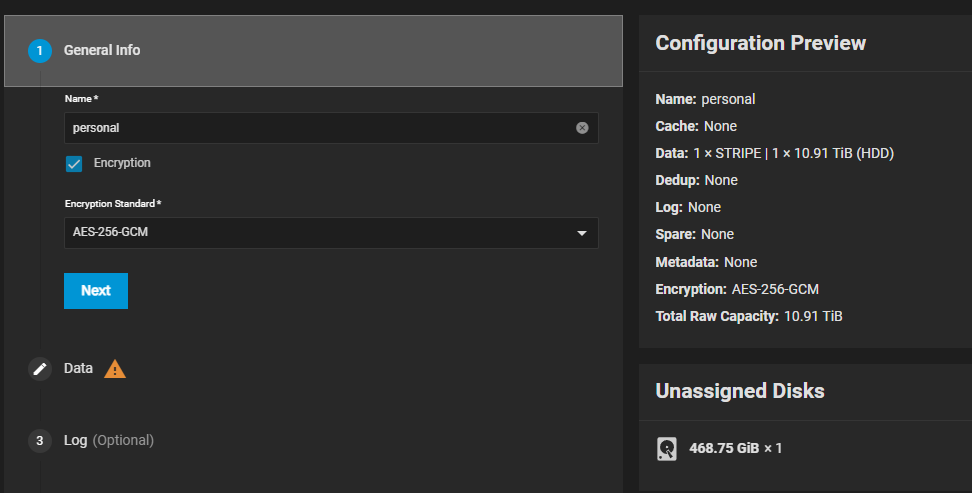 1 General Info
Name *
personal
Encryption
Encryption Standard *
AES-256-GCM
Next
Data
3 Log (Optional)
Configuration Preview
Name: personal
Cache: None
Data: 1 × STRIPE | 1 × 10.91 TiB (HDD)
Dedup: None
Log: None
Spare: None
Metadata: None
Encryption: AES-256-GCM
Total Raw Capacity: 10.91 TiB
Unassigned Disks
468.75 GiB × 1